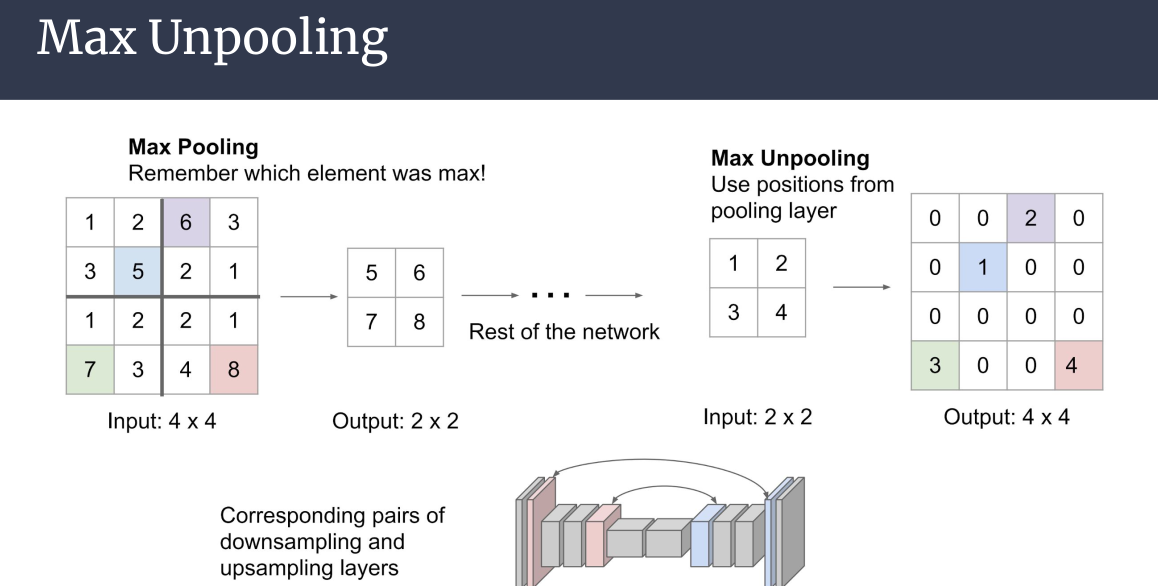 Max Unpooling
Max Pooling
Remember which element was max!
1 2 6 3
3 5 2 1
1 2 2 1
7 3 4 8
Input: 4 x 4
5 6
7 8
Output: 2 x 2
...
Rest of the network
Max Unpooling
Use positions from
pooling layer
1 2
3 4
Input: 2 x 2
0 0 2 0
0 1 0 0
0 0 0 0
3 0 0 4
Output: 4 x 4
Corresponding pairs of
downsampling and
upsampling layers